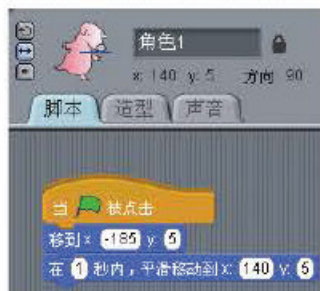 角色1
x: 140 y: 5 方向: 90
脚本 造型 声音
当 被点击
移到 x: -185 y: 5
在 1 秒内，平滑移动到 x: 140 y: 5